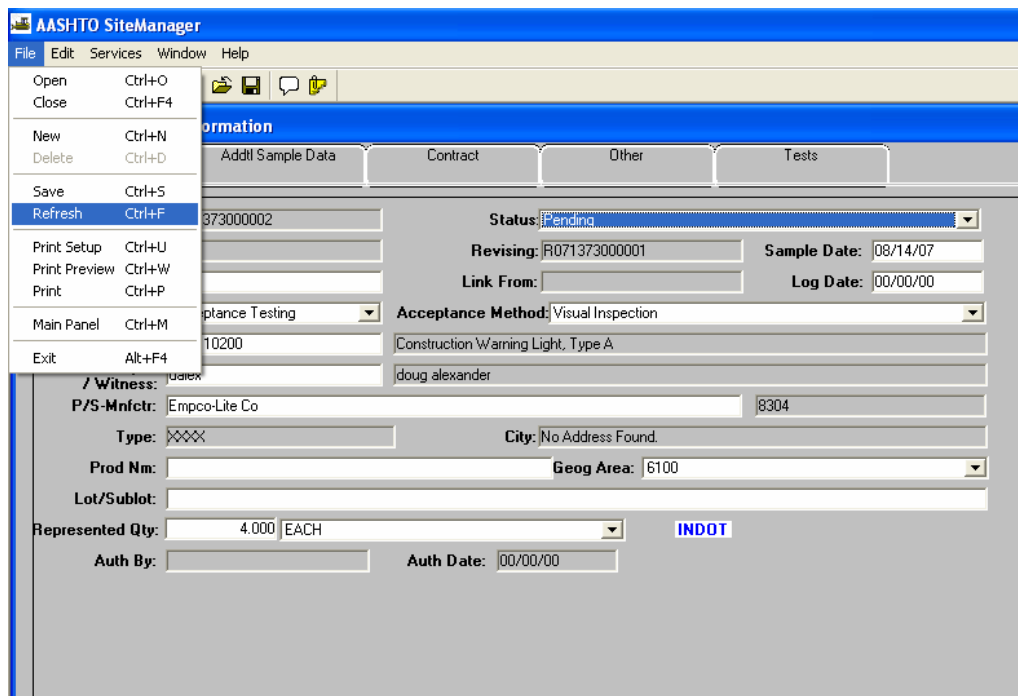 AASHTO SiteManager
File Edit Services Window Help
Open Ctrl+O
Close Ctrl+F4
New Ctrl+N
Delete Ctrl+D
Save Ctrl+S
Refresh Ctrl+F
Print Setup Ctrl+U
Print Preview Ctrl+W
Print Ctrl+P
Main Panel Ctrl+M
Exit Alt+F4
ormation
Addtl Sample Data Contract Other Tests
373000002 Status: Pending
Revising: R071373000001 Sample Date: 08/14/07
Link From: Log Date: 00/00/00
ptance Testing Acceptance Method: Visual Inspection
10200 Construction Warning Light, Type A
/ Witness: dalex doug alexander
P/S-Mnfctr: Empco-Lite Co 8304
Type: XXXX City: No Address Found.
Prod Nm: Geog Area: 6100
Lot/Sublot:
Represented Qty: 4.000 EACH INDOT
Auth By: Auth Date: 00/00/00